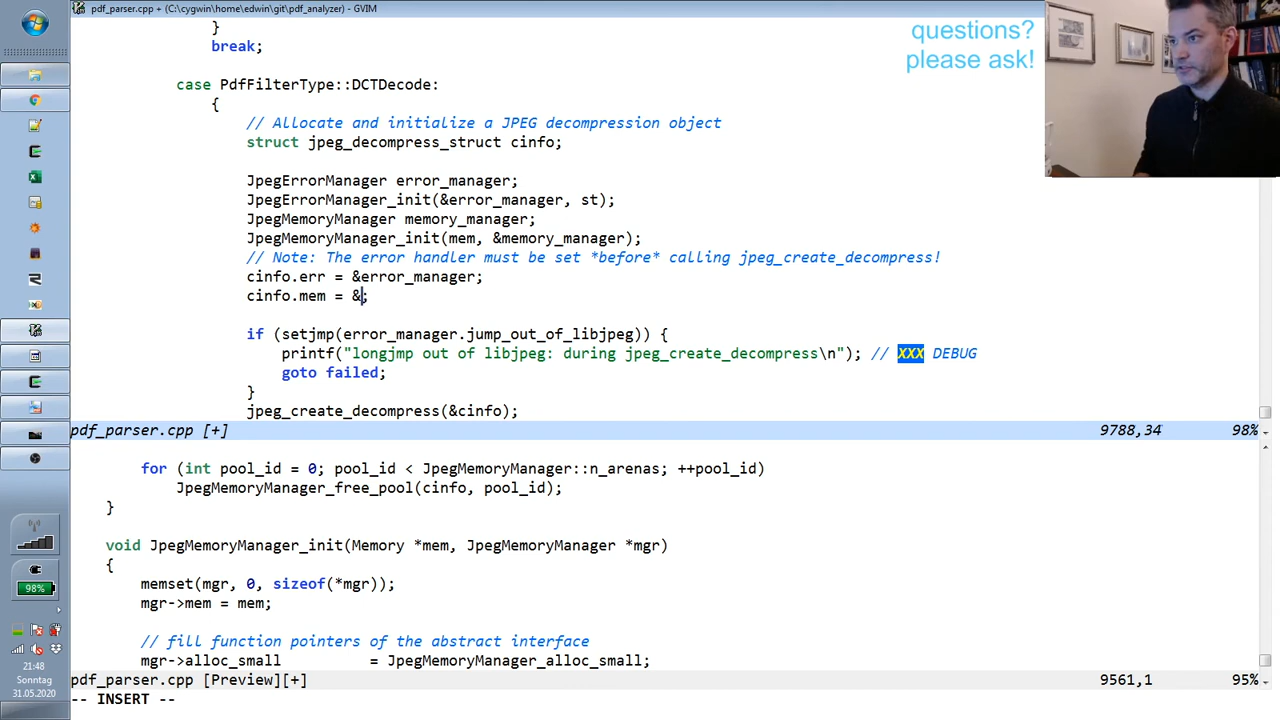 pdf_parser.cpp + (C:\cygwin\home\edwin\git\pdf_analyzer) - GVIM
questions?
please ask!
}
break;
case PdfFilterType::DCTDecode:
{
// Allocate and initialize a JPEG decompression object
struct jpeg_decompress_struct cinfo;
JpegErrorManager error_manager;
JpegErrorManager_init(&error_manager, st);
JpegMemoryManager memory_manager;
JpegMemoryManager_init(mem, &memory_manager);
// Note: The error handler must be set *before* calling jpeg_create_decompress!
cinfo.err = &error_manager;
cinfo.mem = &;
if (setjmp(error_manager.jump_out_of_libjpeg)) {
printf("longjmp out of libjpeg: during jpeg_create_decompress\n"); // XXX DEBUG
goto failed;
}
jpeg_create_decompress(&cinfo);
pdf_parser.cpp [+] 9788,34 98%
for (int pool_id = 0; pool_id < JpegMemoryManager::n_arenas; ++pool_id)
JpegMemoryManager_free_pool(cinfo, pool_id);
}
void JpegMemoryManager_init(Memory *mem, JpegMemoryManager *mgr)
{
memset(mgr, 0, sizeof(*mgr));
mgr->mem = mem;
// fill function pointers of the abstract interface
mgr->alloc_small = JpegMemoryManager_alloc_small;
pdf_parser.cpp [Preview][+] 9561,1 95%
-- INSERT --
98%
21:48
Sonntag
31.05.2020